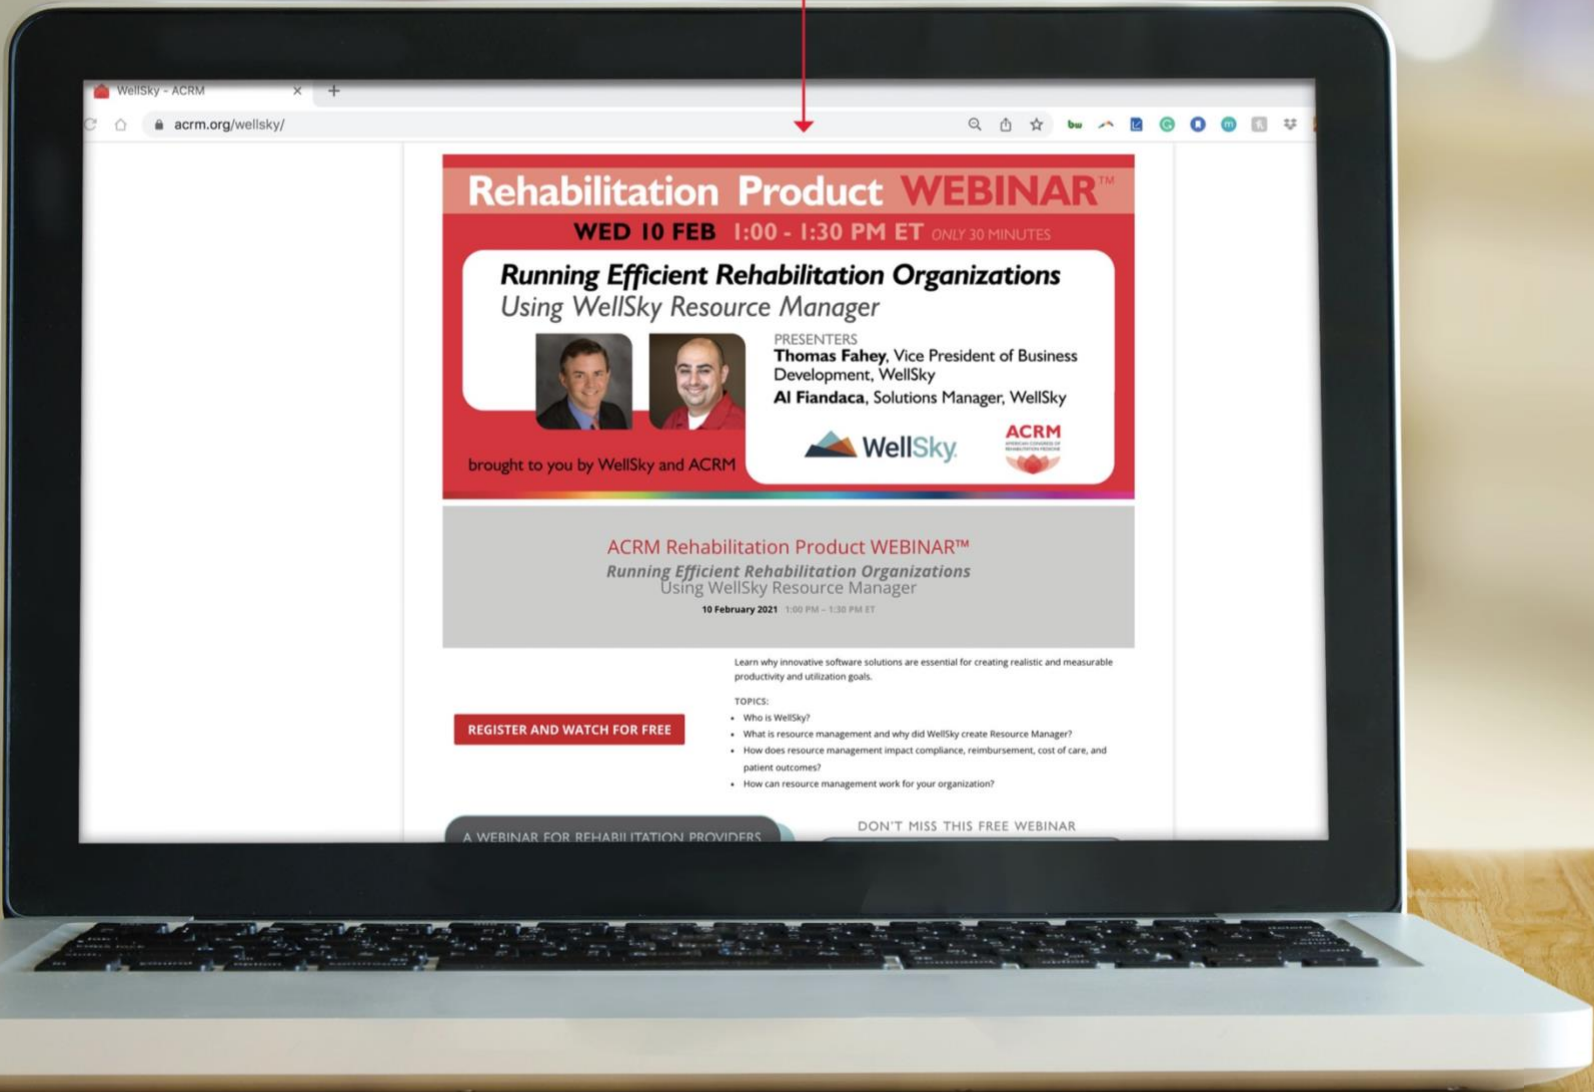 WellSky - ACRM
acrm.org/wellsky/
Rehabilitation Product WEBINAR™
WED 10 FEB 1:00 - 1:30 PM ET ONLY 30 MINUTES
Running Efficient Rehabilitation Organizations
Using WellSky Resource Manager
PRESENTERS
Thomas Fahey, Vice President of Business
Development, WellSky
Al Fiandaca, Solutions Manager, WellSky
WellSky
ACRM
AMERICAN CONGRESS OF
REHABILITATION MEDICINE
brought to you by WellSky and ACRM
ACRM Rehabilitation Product WEBINAR™
Running Efficient Rehabilitation Organizations
Using WellSky Resource Manager
10 February 2021 1:00 PM – 1:30 PM ET
Learn why innovative software solutions are essential for creating realistic and measurable
productivity and utilization goals.
TOPICS:
• Who is WellSky?
• What is resource management and why did WellSky create Resource Manager?
• How does resource management impact compliance, reimbursement, cost of care, and
patient outcomes?
• How can resource management work for your organization?
REGISTER AND WATCH FOR FREE
A WEBINAR FOR REHABILITATION PROVIDERS
DON'T MISS THIS FREE WEBINAR